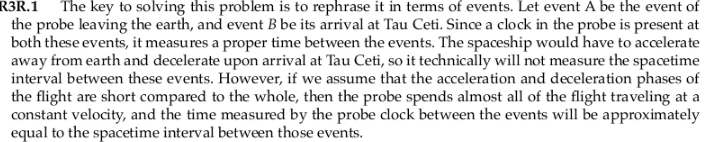 R3R.1 The key to solving this problem is to rephrase it in terms of events. Let event A be the event of
the probe leaving the earth, and event B be its arrival at Tau Ceti. Since a clock in the probe is present at
both these events, it measures a proper time between the events. The spaceship would have to accelerate
away from earth and decelerate upon arrival at Tau Ceti, so it technically will not measure the spacetime
interval between these events. However, if we assume that the acceleration and deceleration phases of
the flight are short compared to the whole, then the probe spends almost all of the flight traveling at a
constant velocity, and the time measured by the probe clock between the events will be approximately
equal to the spacetime interval between those events.